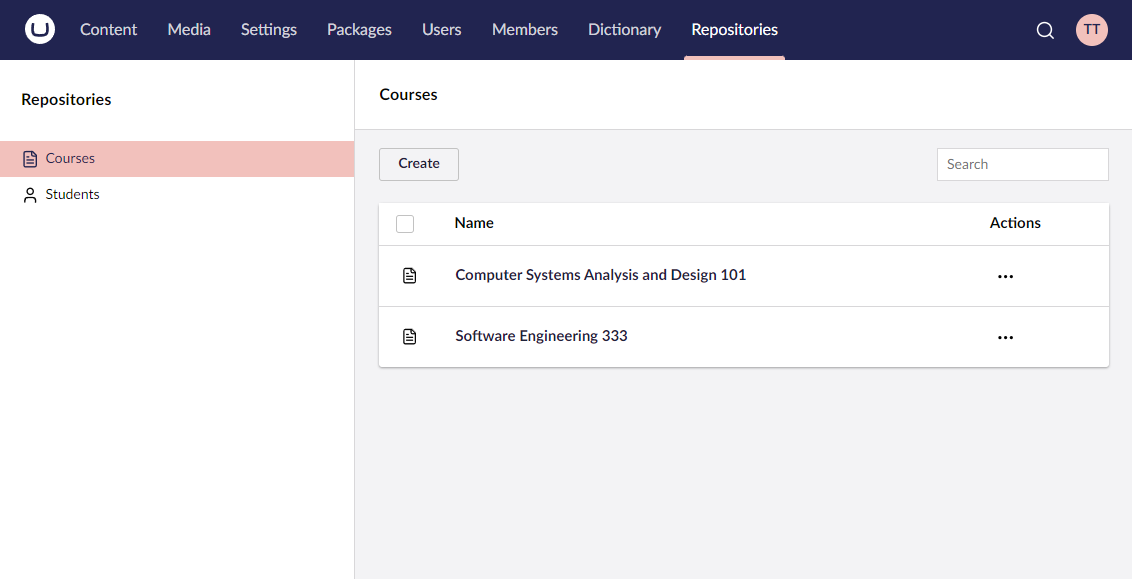 Content Media Settings Packages Users Members Dictionary Repositories TT
Repositories
Courses
Students
Courses
Create
Search
Name Actions
Computer Systems Analysis and Design 101
Software Engineering 333